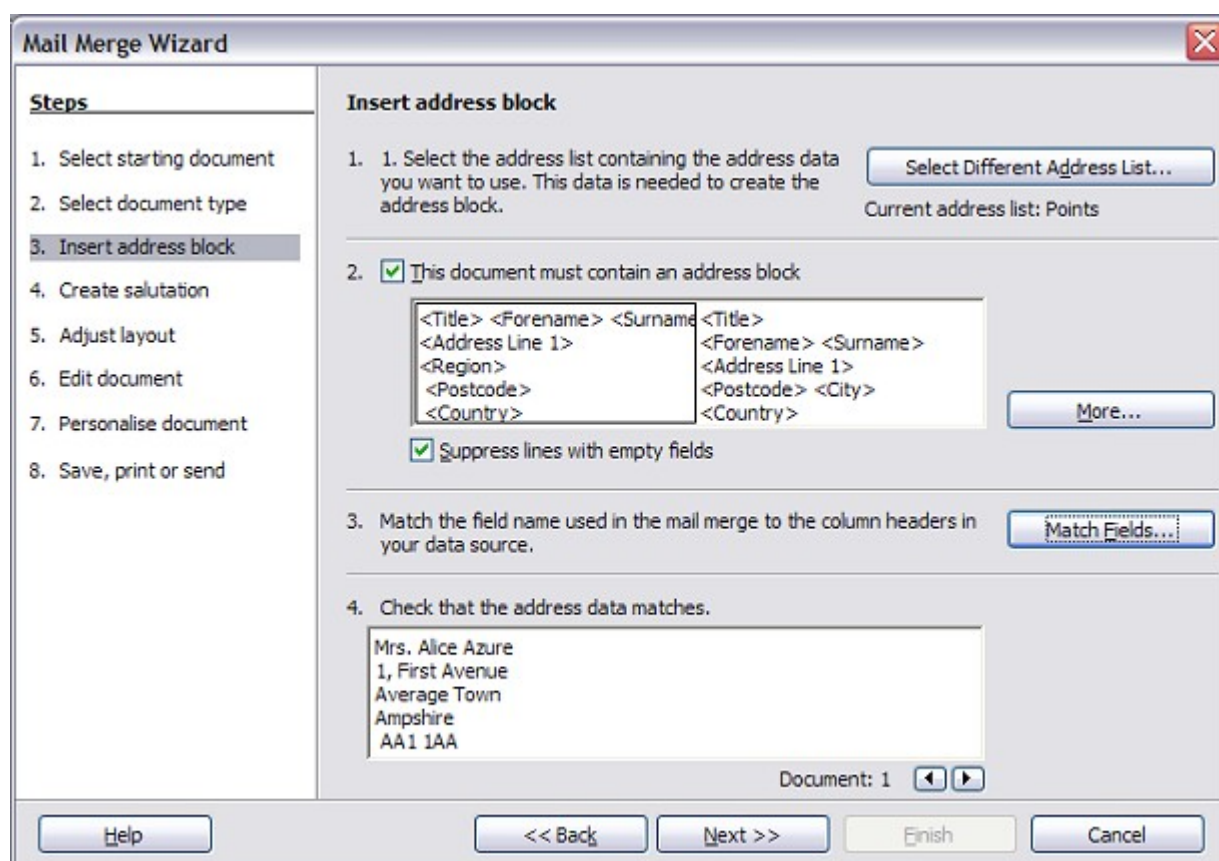 Mail Merge Wizard
Steps
1. Select starting document
2. Select document type
3. Insert address block
4. Create salutation
5. Adjust layout
6. Edit document
7. Personalise document
8. Save, print or send
Insert address block
1. 1. Select the address list containing the address data
you want to use. This data is needed to create the
address block.
Select Different Address List...
Current address list: Points
2. This document must contain an address block
<Title> <Forename> <Surname
<Address Line 1>
<Region>
<Postcode>
<Country>
<Title>
<Forename> <Surname>
<Address Line 1>
<Postcode> <City>
<Country>
More...
Suppress lines with empty fields
3. Match the field name used in the mail merge to the column headers in
your data source.
Match Fields...
4. Check that the address data matches.
Mrs. Alice Azure
1, First Avenue
Average Town
Ampshire
AA1 1AA
Document: 1
Help
<< Back
Next >>
Finish
Cancel